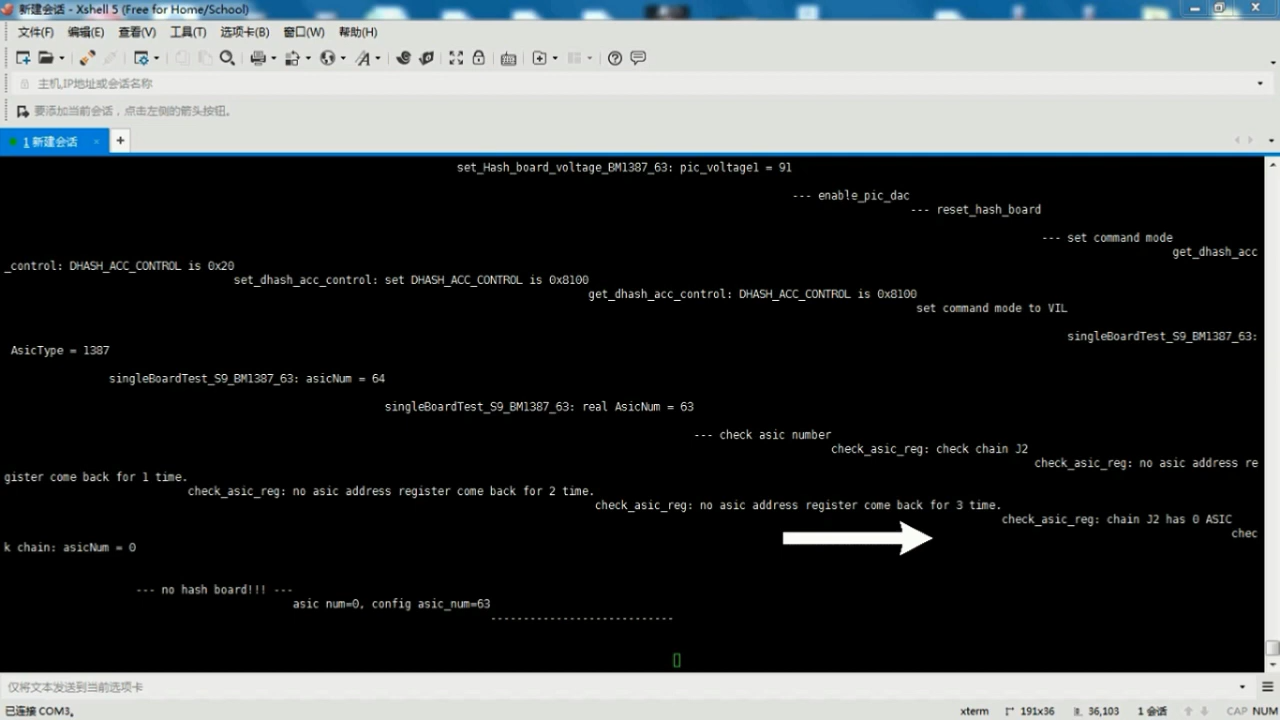 新建会话 - Xshell 5 (Free for Home/School)
文件(F) 编辑(E) 查看(V) 工具(T) 选项卡(B) 窗口(W) 帮助(H)
主机,IP地址或会话名称
要添加当前会话，点击左侧的箭头按钮。
1 新建会话
set_Hash_board_voltage_BM1387_63: pic_voltage1 = 91
--- enable_pic_dac
--- reset_hash_board
--- set command mode
get_dhash_acc
_control: DHASH_ACC_CONTROL is 0x20
set_dhash_acc_control: set DHASH_ACC_CONTROL is 0x8100
get_dhash_acc_control: DHASH_ACC_CONTROL is 0x8100
set command mode to VIL
singleBoardTest_S9_BM1387_63:
AsicType = 1387
singleBoardTest_S9_BM1387_63: asicNum = 64
singleBoardTest_S9_BM1387_63: real AsicNum = 63
--- check asic number
check_asic_reg: check chain J2
check_asic_reg: no asic address re
gister come back for 1 time.
check_asic_reg: no asic address register come back for 2 time.
check_asic_reg: no asic address register come back for 3 time.
check_asic_reg: chain J2 has 0 ASIC
chec
k chain: asicNum = 0
--- no hash board!!! ---
asic num=0, config asic_num=63
----------------------------
仅将文本发送到当前选项卡
已连接 COM3。 xterm 191x36 36,103 1 会话 CAP NUM